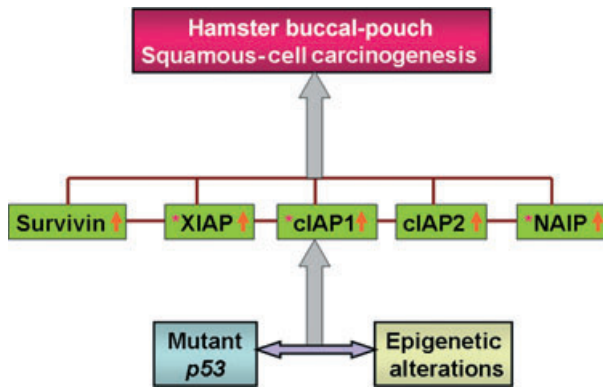 Hamster buccal-pouch
Squamous-cell carcinogenesis
Survivin ↑ *XIAP ↑ *cIAP1 ↑ cIAP2 ↑ *NAIP ↑
Mutant Epigenetic
p53 alterations